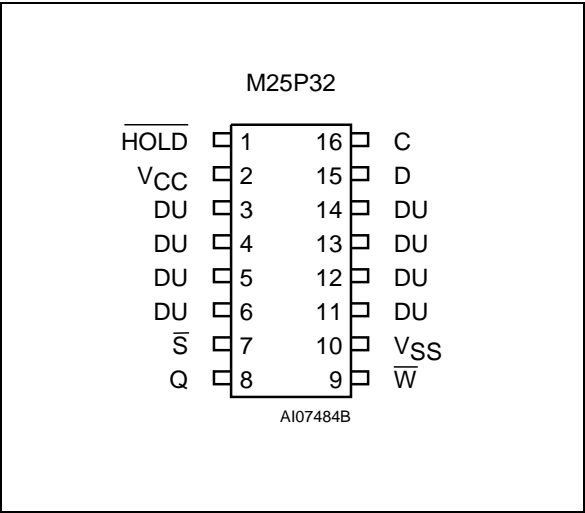 M25P32
HOLD 1 16 C
VCC 2 15 D
DU 3 14 DU
DU 4 13 DU
DU 5 12 DU
DU 6 11 DU
S 7 10 VSS
Q 8 9 W
AI07484B